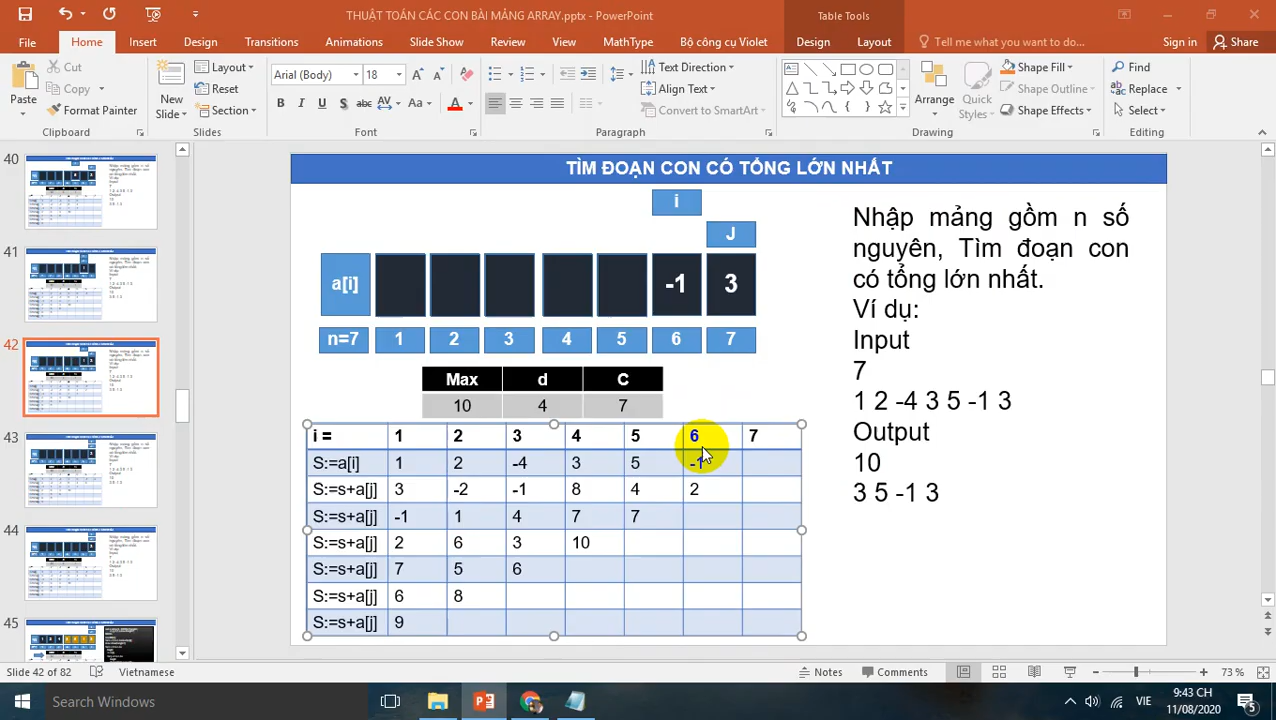 THUẬT TOÁN CÁC CON BÀI MẢNG ARRAY.pptx - PowerPoint
Table Tools
File Home Insert Design Transitions Animations Slide Show Review View MathType Bộ công cụ Violet Design Layout Tell me what you want to do... Sign in Share
Paste
Cut
Copy
Format Painter
Clipboard
New Slide
Layout
Reset
Section
Slides
Arial (Body) 18
B I U S abc AV Aa A
Font
Text Direction
Align Text
Convert to SmartArt
Paragraph
Arrange
Quick Styles
Shape Fill
Shape Outline
Shape Effects
Drawing
Find
Replace
Select
Editing
40
41
42
43
44
45
TÌM ĐOẠN CON CÓ TỔNG LỚN NHẤT
i
J
a[i] -1 3
n=7 1 2 3 4 5 6 7
Max C
10 4 7
i = 1 2 3 4 5 6 7
S:=a[i] 1 2 -4 3 5 -1
S:=s+a[j] 3 -2 -1 8 4 2
S:=s+a[j] -1 1 4 7 7
S:=s+a[j] 2 6 3 10
S:=s+a[j] 7 5 6
S:=s+a[j] 6 8
S:=s+a[j] 9
Nhập mảng gồm n số
nguyên, Tìm đoạn con
có tổng lớn nhất.
Ví dụ:
Input
7
1 2 -4 3 5 -1 3
Output
10
3 5 -1 3
Slide 42 of 82 Vietnamese Notes Comments 73 %
Search Windows
VIE
9:43 CH
11/08/2020
5